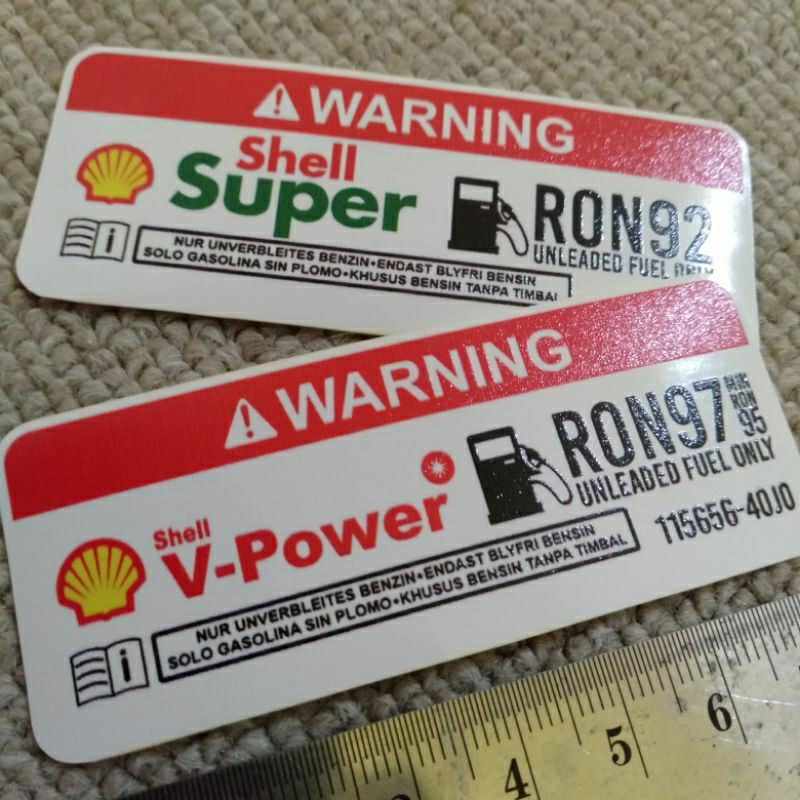 WARNING
Shell
Super
RON92
UNLEADED FUEL ONLY
NUR UNVERBLEITES BENZIN•ENDAST BLYFRI BENSIN
SOLO GASOLINA SIN PLOMO•KHUSUS BENSIN TANPA TIMBAL
WARNING
Shell
V-Power
RON97
MIN
RON
95
UNLEADED FUEL ONLY
115656-40J0
NUR UNVERBLEITES BENZIN•ENDAST BLYFRI BENSIN
SOLO GASOLINA SIN PLOMO•KHUSUS BENSIN TANPA TIMBAL
4 5 6